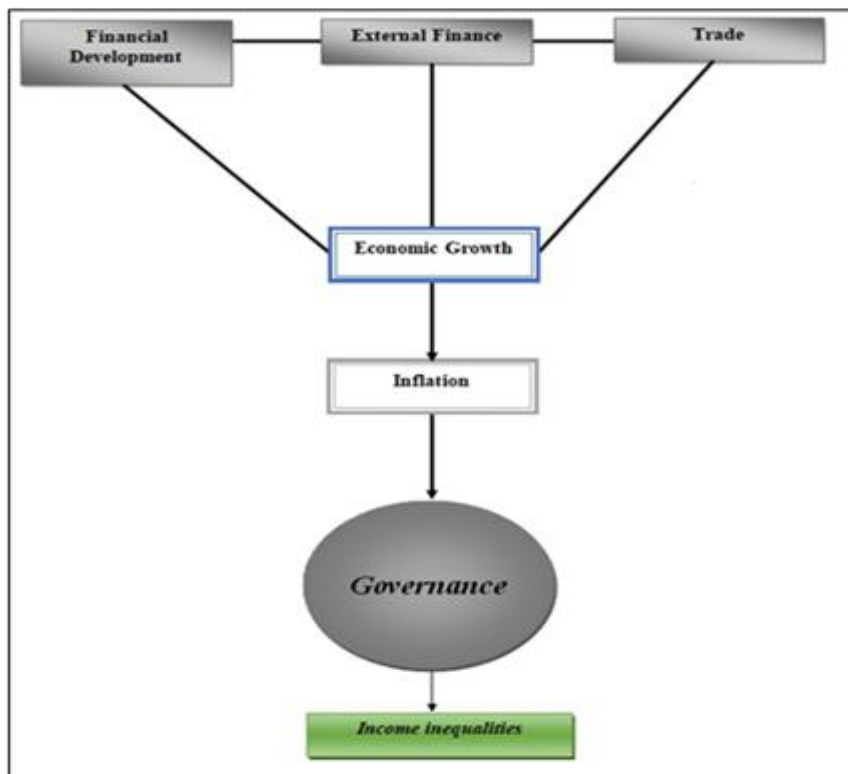 Financial
Development
External Finance
Trade
Economic Growth
Inflation
Governance
Income inequalities